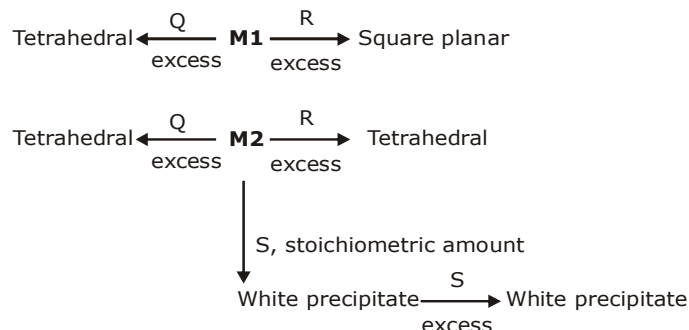 Q R
Tetrahedral M1 Square planar
excess excess
Q R
Tetrahedral M2 Tetrahedral
excess excess
S, stoichiometric amount
S
White precipitate White precipitate
excess